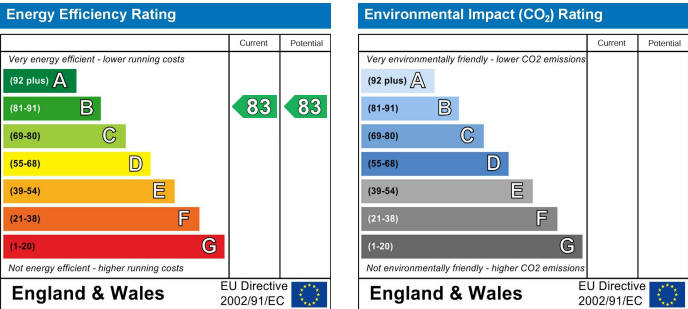 Energy Efficiency Rating
Current Potential
Very energy efficient - lower running costs
(92 plus) A
(81-91) B 83 83
(69-80) C
(55-68) D
(39-54) E
(21-38) F
(1-20) G
Not energy efficient - higher running costs
England & Wales
EU Directive
2002/91/EC
Environmental Impact (CO₂) Rating
Current Potential
Very environmentally friendly - lower CO2 emissions
(92 plus) A
(81-91) B
(69-80) C
(55-68) D
(39-54) E
(21-38) F
(1-20) G
Not environmentally friendly - higher CO2 emissions
England & Wales
EU Directive
2002/91/EC